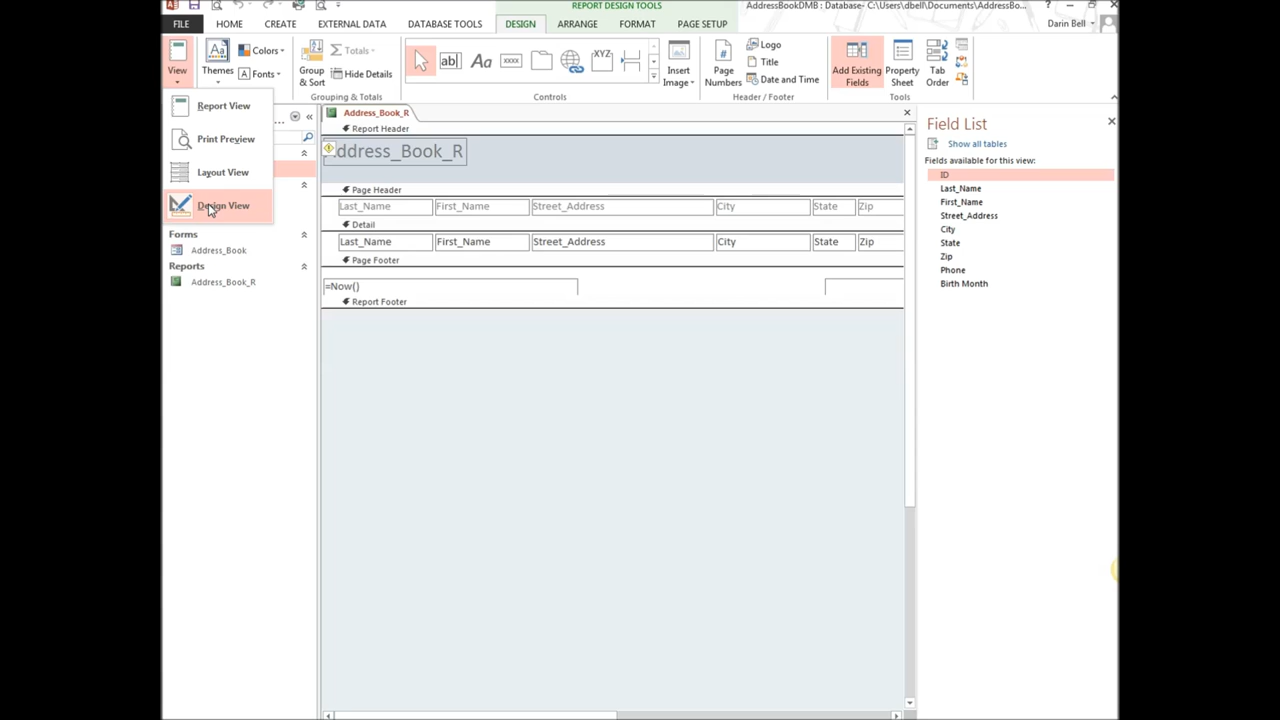 REPORT DESIGN TOOLS
AddressBookDMB : Database- C:\Users\dbell\Documents\AddressBo... ?
FILE HOME CREATE EXTERNAL DATA DATABASE TOOLS DESIGN ARRANGE FORMAT PAGE SETUP Darin Bell
View
Themes
Aa
Colors
Fonts
Group
& Sort
Totals
Hide Details
Grouping & Totals
ab|
Aa
xxxx
XYZ
Controls
Insert
Image
#
Page
Numbers
Logo
Title
Date and Time
Header / Footer
Add Existing
Fields
Property
Sheet
Tab
Order
Tools
Report View
Print Preview
Layout View
Design View
...
Forms
Address_Book
Reports
Address_Book_R
Address_Book_R
Report Header
ddress_Book_R
Page Header
Last_Name First_Name Street_Address City State Zip
Detail
Last_Name First_Name Street_Address City State Zip
Page Footer
=Now()
Report Footer
Field List
Show all tables
Fields available for this view:
ID
Last_Name
First_Name
Street_Address
City
State
Zip
Phone
Birth Month